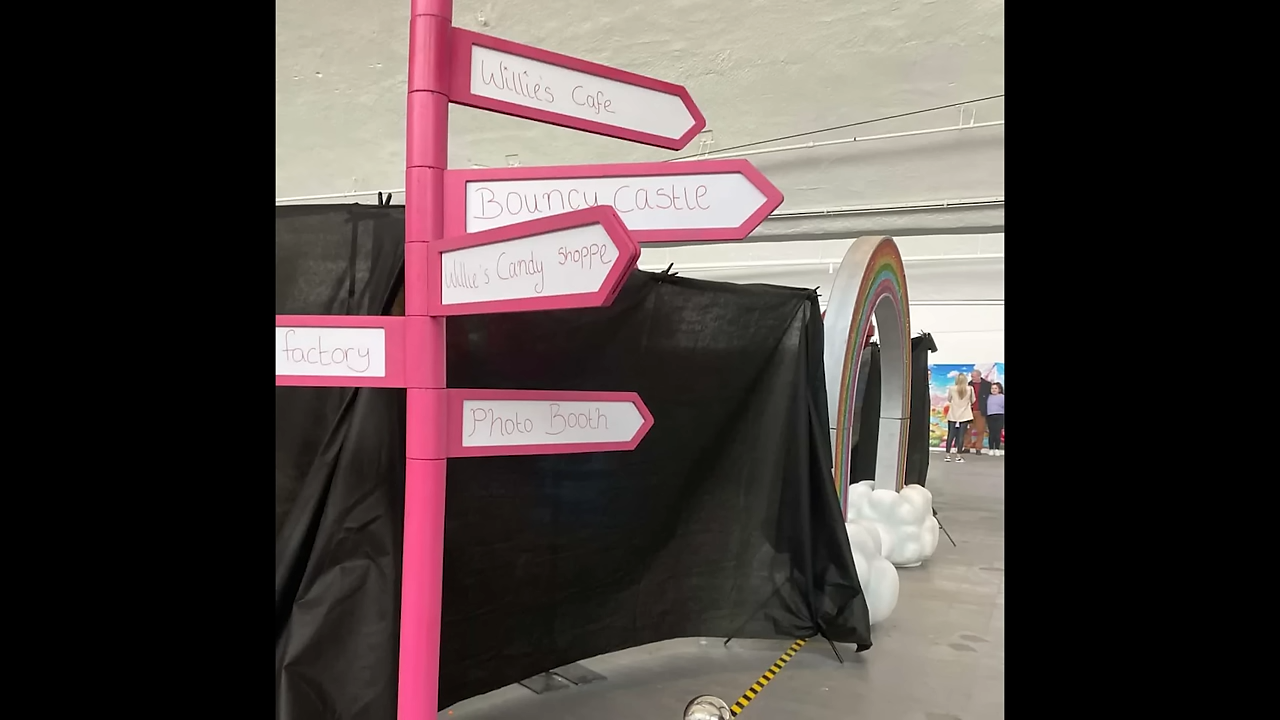 Willie's Cafe
Bouncy Castle
Willie's Candy Shoppe
factory
Photo Booth